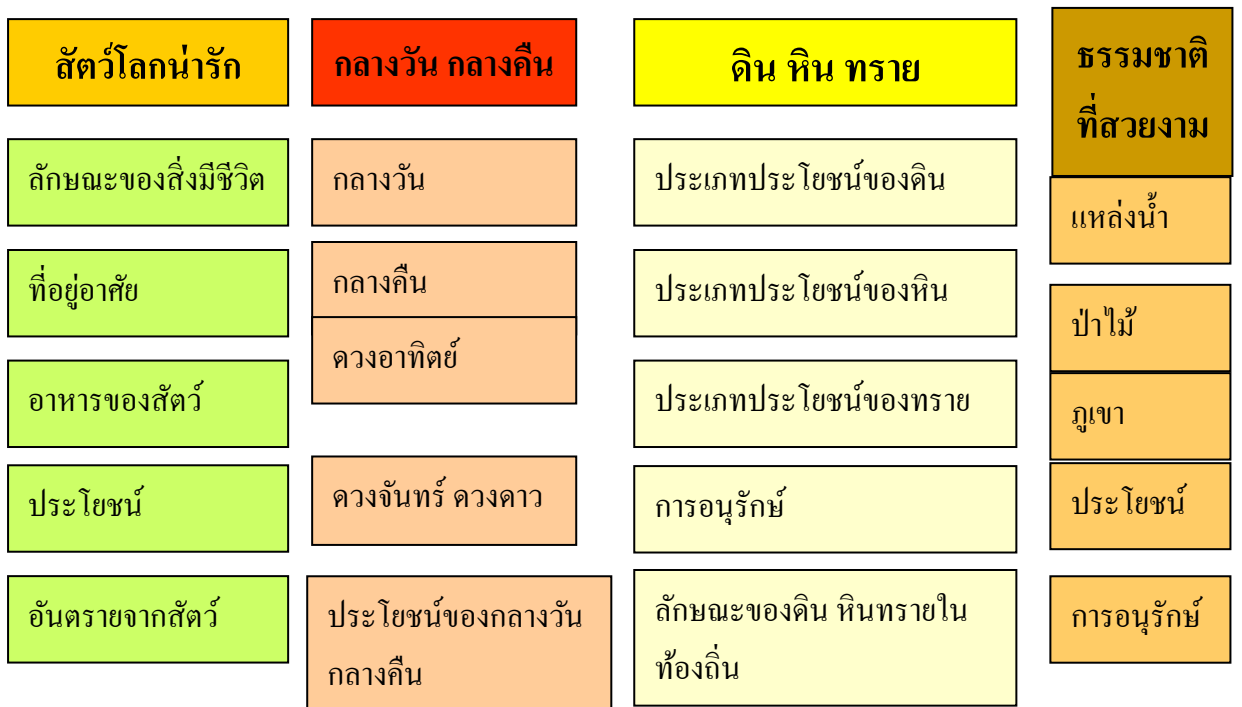 สัตว์โลกน่ารัก
ลักษณะของสิ่งมีชีวิต
ที่อยู่อาศัย
อาหารของสัตว์
ประโยชน์
อันตรายจากสัตว์
กลางวัน กลางคืน
กลางวัน
กลางคืน
ดวงอาทิตย์
ดวงจันทร์ ดวงดาว
ประโยชน์ของกลางวัน
กลางคืน
ดิน หิน ทราย
ประเภทประโยชน์ของดิน
ประเภทประโยชน์ของหิน
ประเภทประโยชน์ของทราย
การอนุรักษ์
ลักษณะของดิน หินทรายใน
ท้องถิ่น
ธรรมชาติ
ที่สวยงาม
แหล่งน้ำ
ป่าไม้
ภูเขา
ประโยชน์
การอนุรักษ์